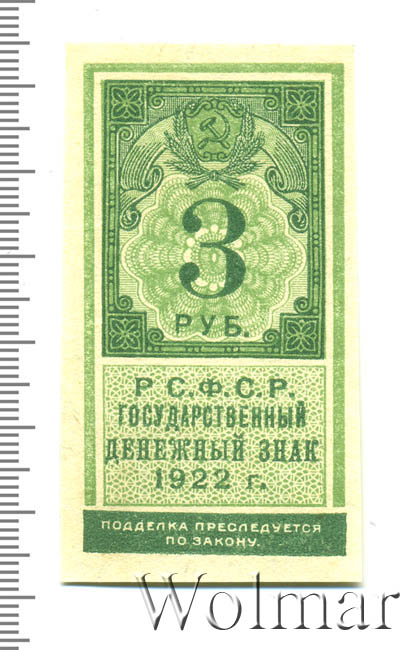 3
РУБ.
Р С.Ф.С.Р.
ГОСУДАРСТВЕННЫЙ
ДЕНЕЖНЫЙ ЗНАК
1922 г.
ПОДДЕЛКА ПРЕСЛЕДУЕТСЯ
ПО ЗАКОНУ.
Wolmar